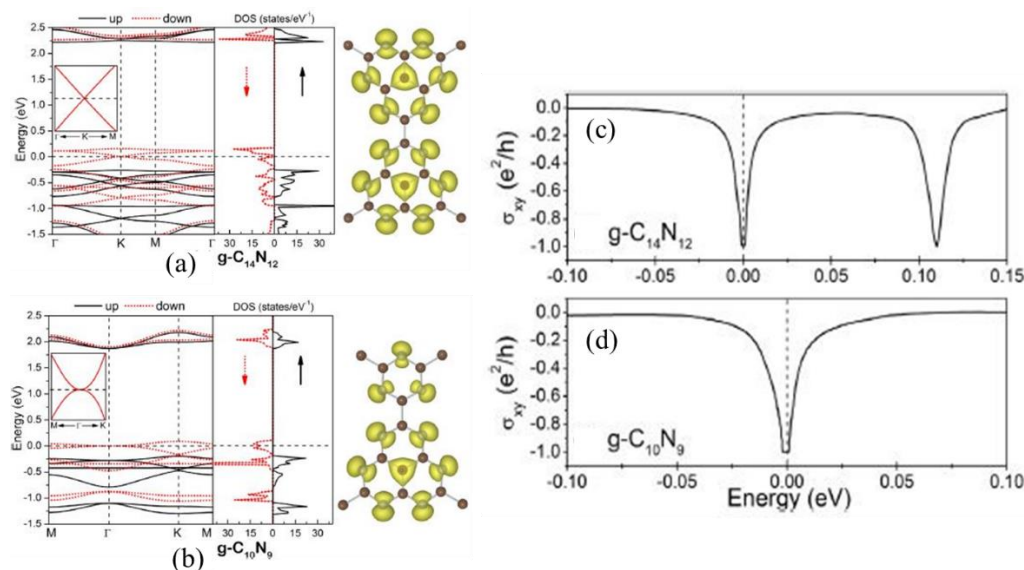 up down DOS (states/eV⁻¹)
2.5
2.0
1.5
1.0
0.5
0.0
-0.5
-1.0
-1.5
Energy (eV)
Γ K M
Γ K M Γ 30 15 0 15 30
(a) g-C₁₄N₁₂
up down DOS (states/eV⁻¹)
2.5
2.0
1.5
1.0
0.5
0.0
-0.5
-1.0
-1.5
Energy (eV)
M Γ K
M Γ K M 30 15 0 15 30
(b) g-C₁₀N₉
0.0
-0.2
-0.4
-0.6
-0.8
-1.0
σxy (e²/h)
(c)
g-C₁₄N₁₂
-0.10 -0.05 0.00 0.05 0.10 0.15
0.0
-0.2
-0.4
-0.6
-0.8
-1.0
σxy (e²/h)
(d)
g-C₁₀N₉
-0.10 -0.05 0.00 0.05 0.10
Energy (eV)